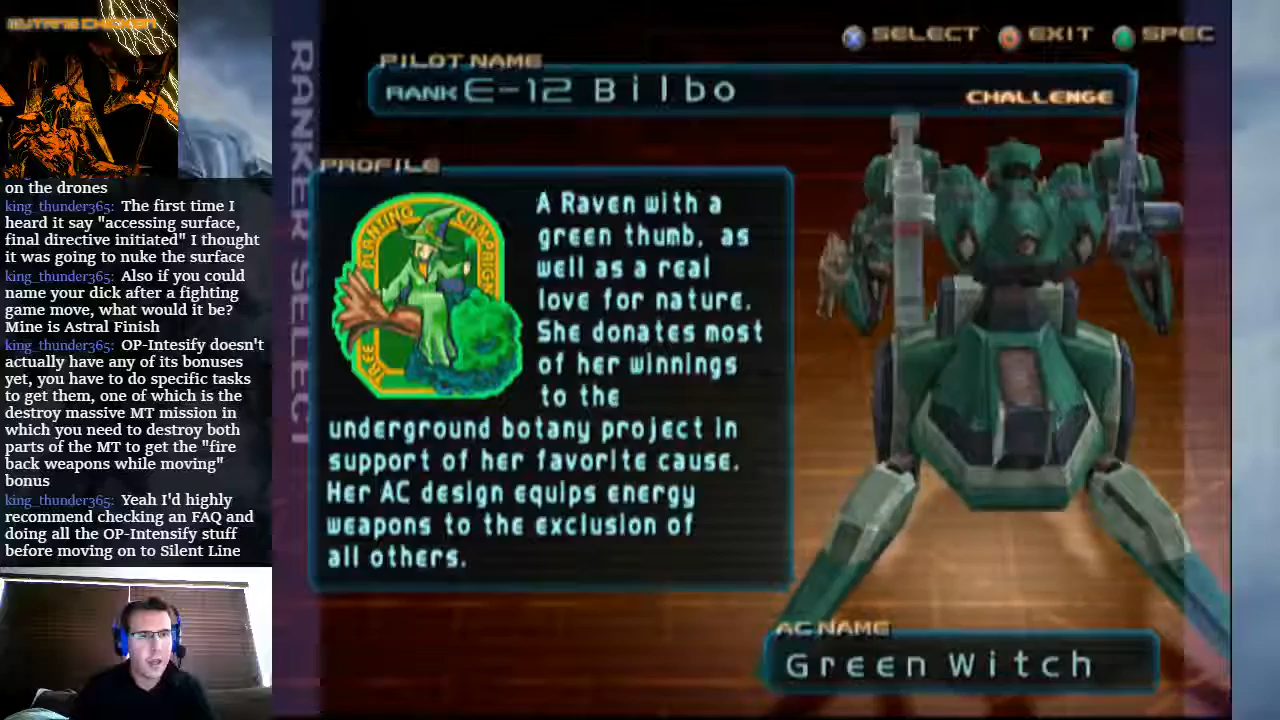 MUTANT CHICKEN
on the drones
king_thunder365: The first time I
heard it say "accessing surface,
final directive initiated" I thought
it was going to nuke the surface
king_thunder365: Also if you could
name your dick after a fighting
game move, what would it be?
Mine is Astral Finish
king_thunder365: OP-Intesify doesn't
actually have any of its bonuses
yet, you have to do specific tasks
to get them, one of which is the
destroy massive MT mission in
which you need to destroy both
parts of the MT to get the "fire
back weapons while moving"
bonus
king_thunder365: Yeah I'd highly
recommend checking an FAQ and
doing all the OP-Intensify stuff
before moving on to Silent Line
RANKER SELECT
SELECT EXIT SPEC
PILOT NAME
RANK E-12 Bilbo
CHALLENGE
PROFILE
TREE PLANTING CAMPAIGN
A Raven with a
green thumb, as
well as a real
love for nature.
She donates most
of her winnings
to the
underground botany project in
support of her favorite cause.
Her AC design equips energy
weapons to the exclusion of
all others.
AC NAME
Green Witch